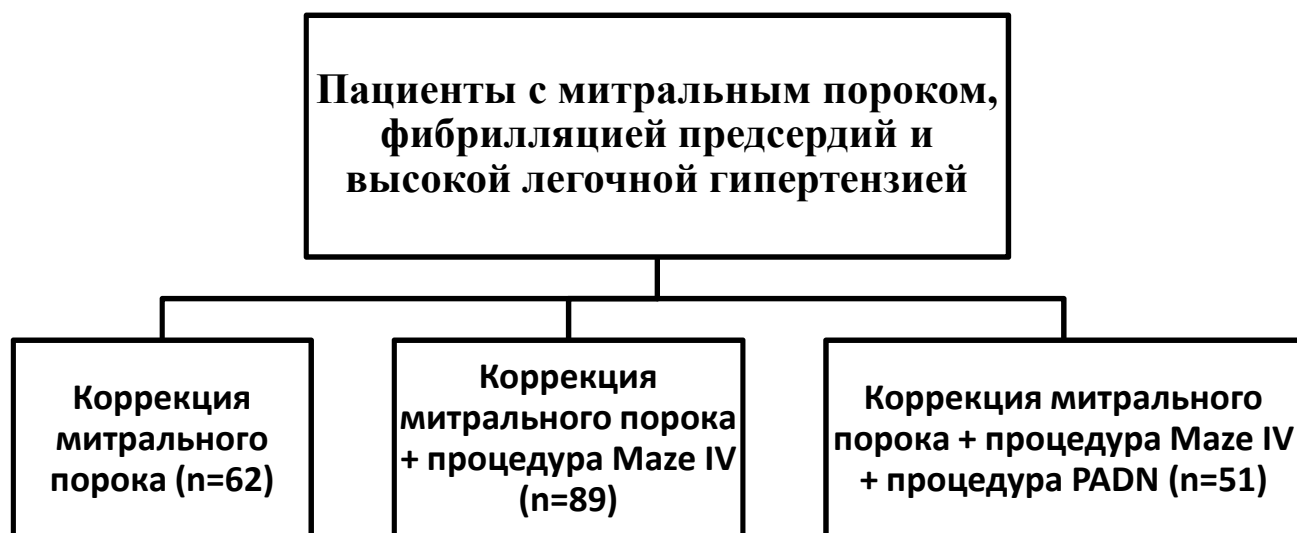 Пациенты с митральным пороком,
фибрилляцией предсердий и
высокой легочной гипертензией
Коррекция
митрального
порока (n=62)
Коррекция
митрального порока
+ процедура Maze IV
(n=89)
Коррекция митрального
порока + процедура Maze IV
+ процедура PADN (n=51)